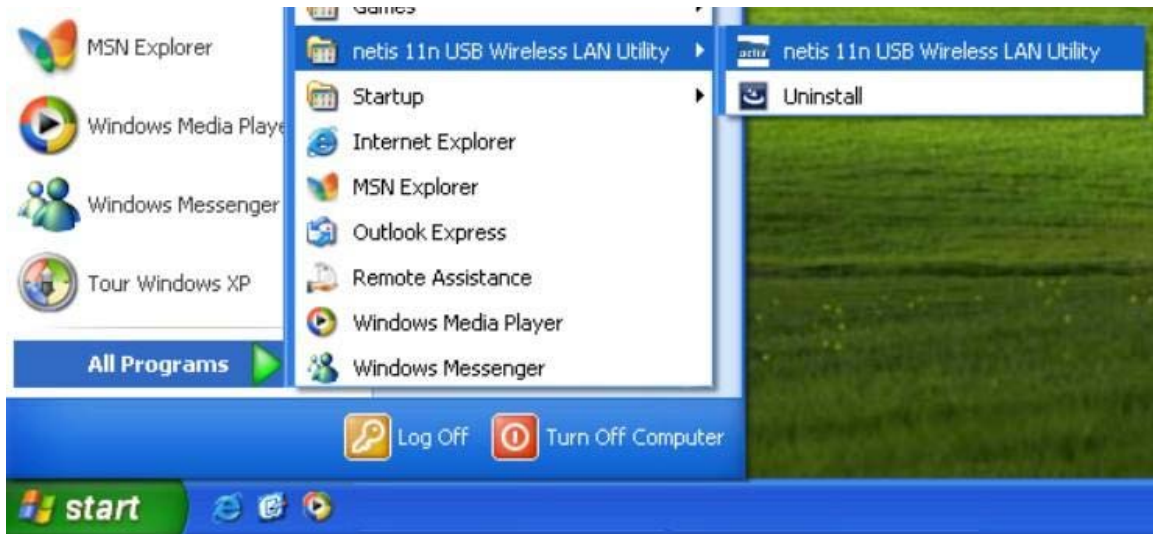 Games
MSN Explorer
netis 11n USB Wireless LAN Utility
netis 11n USB Wireless LAN Utility
Startup
Uninstall
Windows Media Playe
Internet Explorer
MSN Explorer
Windows Messenger
Outlook Express
Tour Windows XP
Remote Assistance
Windows Media Player
All Programs
Windows Messenger
Log Off
Turn Off Computer
start